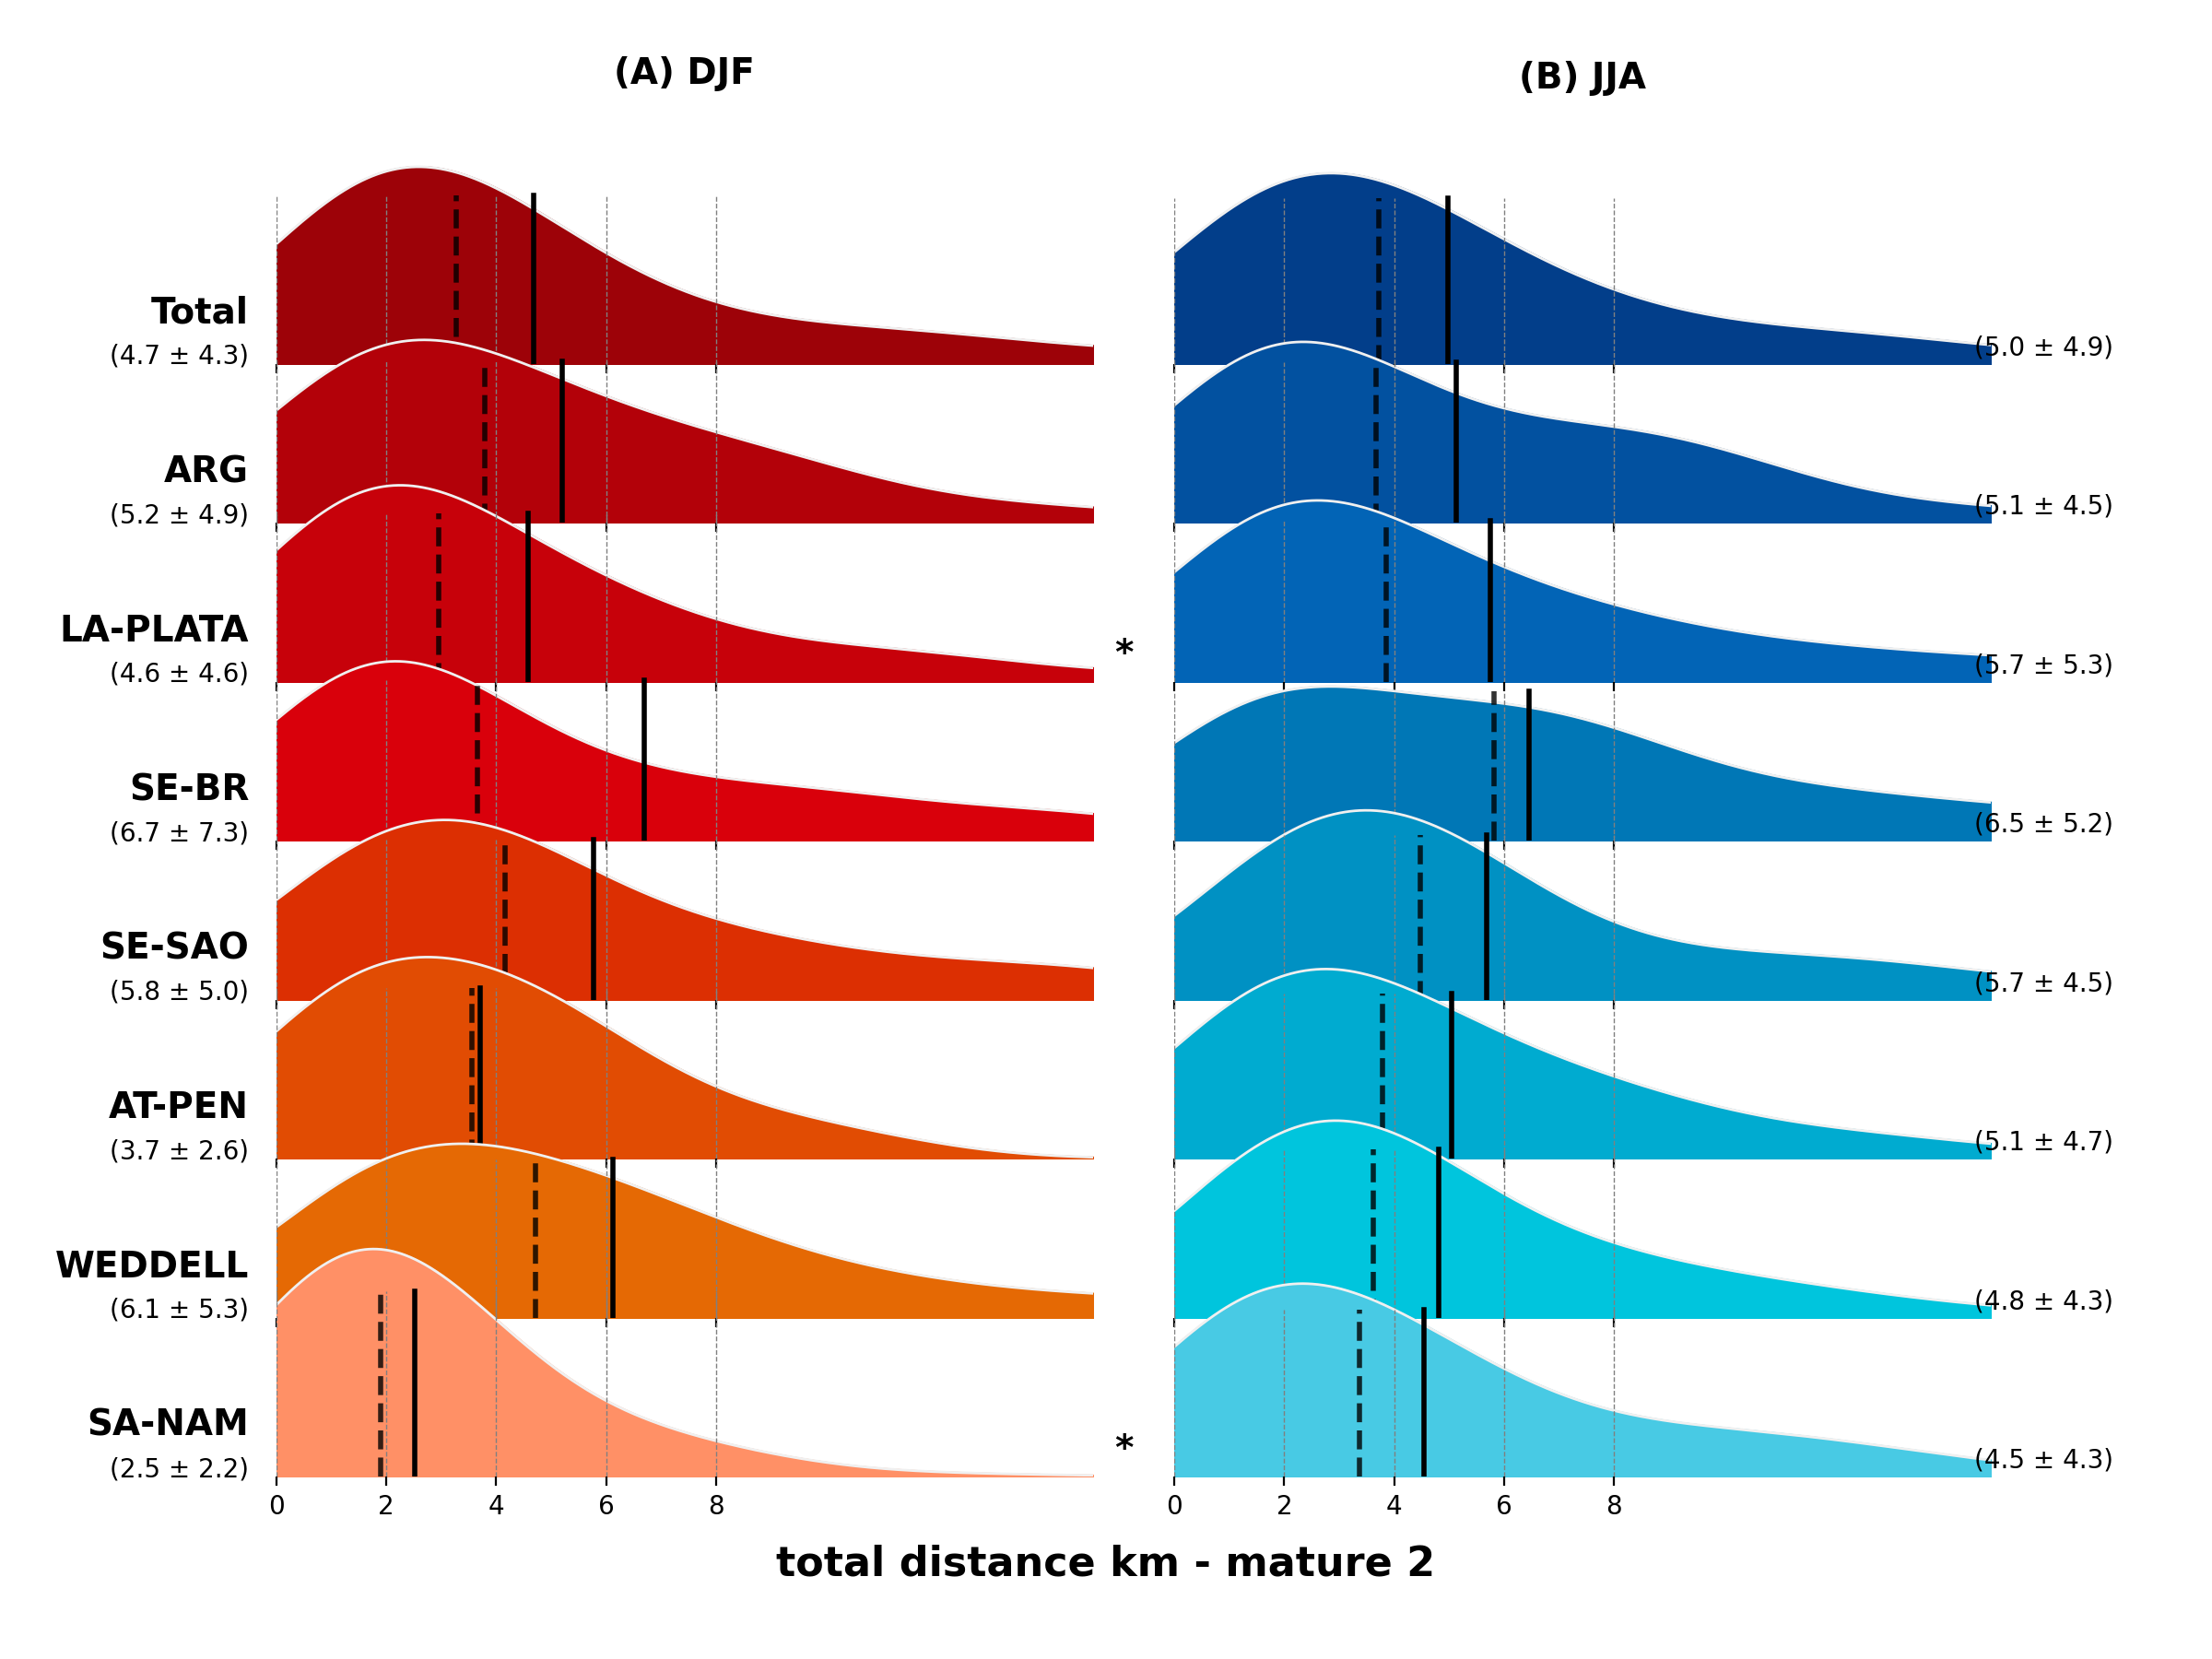 (A) DJF
(B) JJA
Total
(4.7 ± 4.3)
(5.0 ± 4.9)
ARG
(5.2 ± 4.9)
(5.1 ± 4.5)
LA-PLATA
(4.6 ± 4.6)
*
(5.7 ± 5.3)
SE-BR
(6.7 ± 7.3)
(6.5 ± 5.2)
SE-SAO
(5.8 ± 5.0)
(5.7 ± 4.5)
AT-PEN
(3.7 ± 2.6)
(5.1 ± 4.7)
WEDDELL
(6.1 ± 5.3)
(4.8 ± 4.3)
SA-NAM
(2.5 ± 2.2)
*
(4.5 ± 4.3)
0 2 4 6 8
0 2 4 6 8
total distance km - mature 2